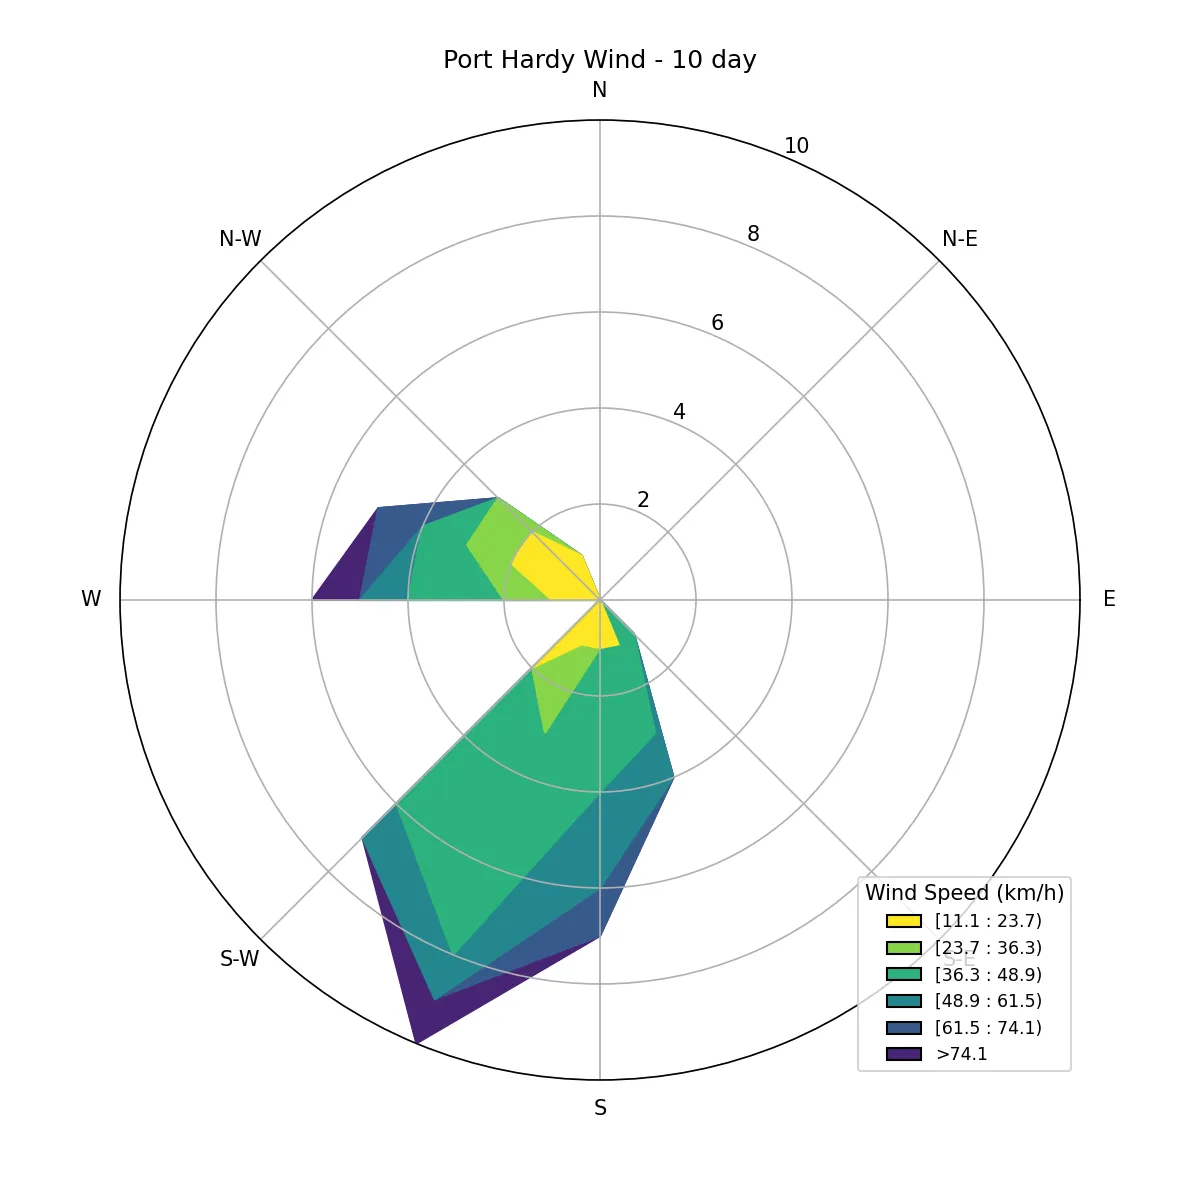 Port Hardy Wind - 10 day
N
10
N-W
8
N-E
6
4
2
W
E
Wind Speed (km/h)
[11.1 : 23.7)
[23.7 : 36.3)
S-W
S-E
[36.3 : 48.9)
[48.9 : 61.5)
[61.5 : 74.1)
>74.1
S